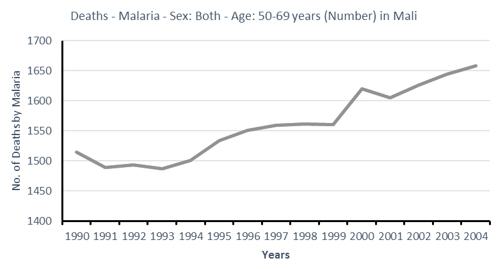 Deaths - Malaria - Sex: Both - Age: 50-69 years (Number) in Mali
No. of Deaths by Malaria
1700
1650
1600
1550
1500
1450
1400
1990 1991 1992 1993 1994 1995 1996 1997 1998 1999 2000 2001 2002 2003 2004
Years